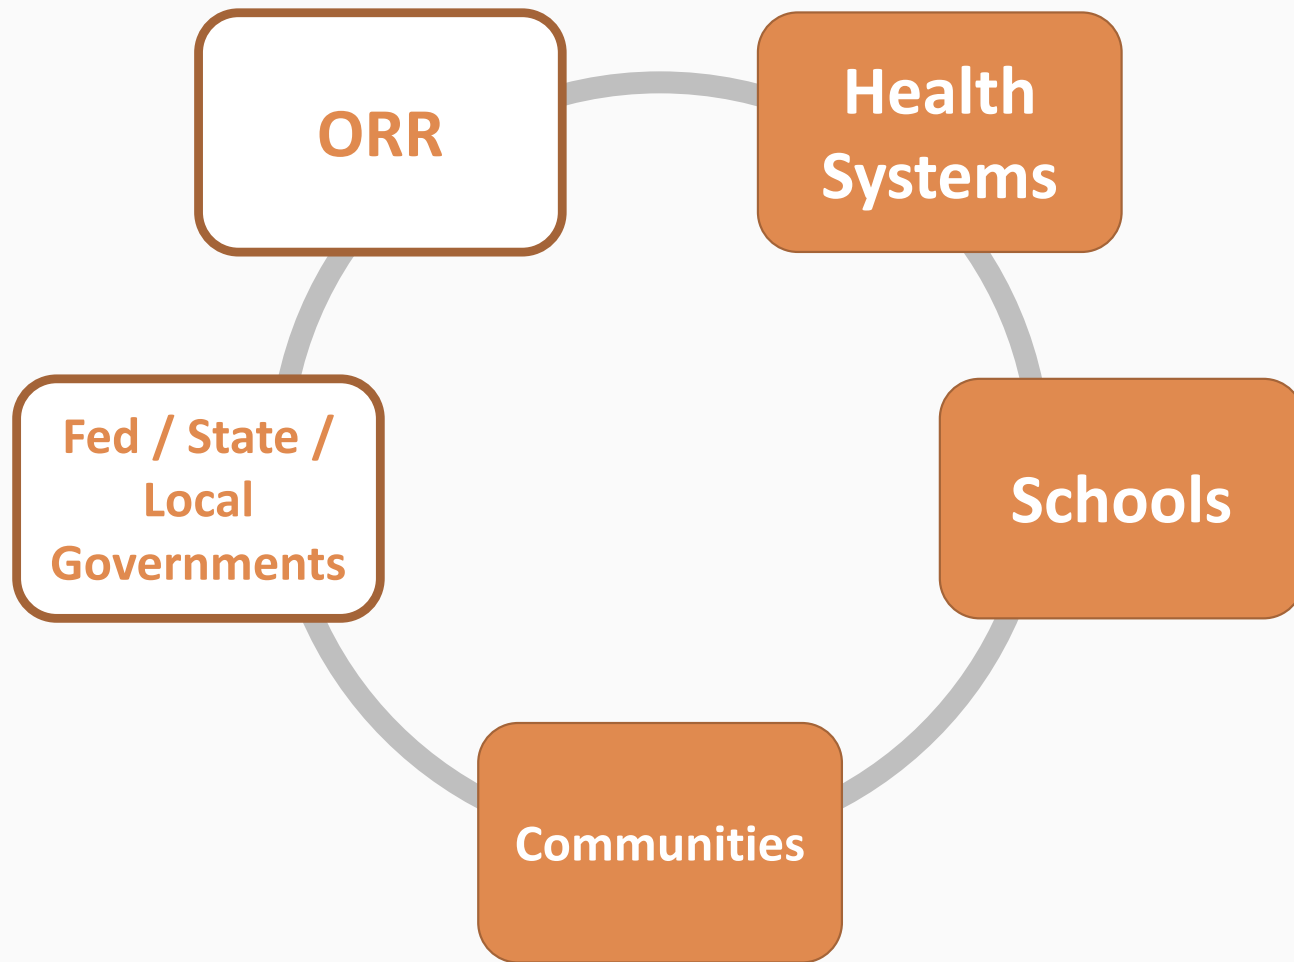 ORR
Health
Systems
Fed / State /
Local
Governments
Schools
Communities